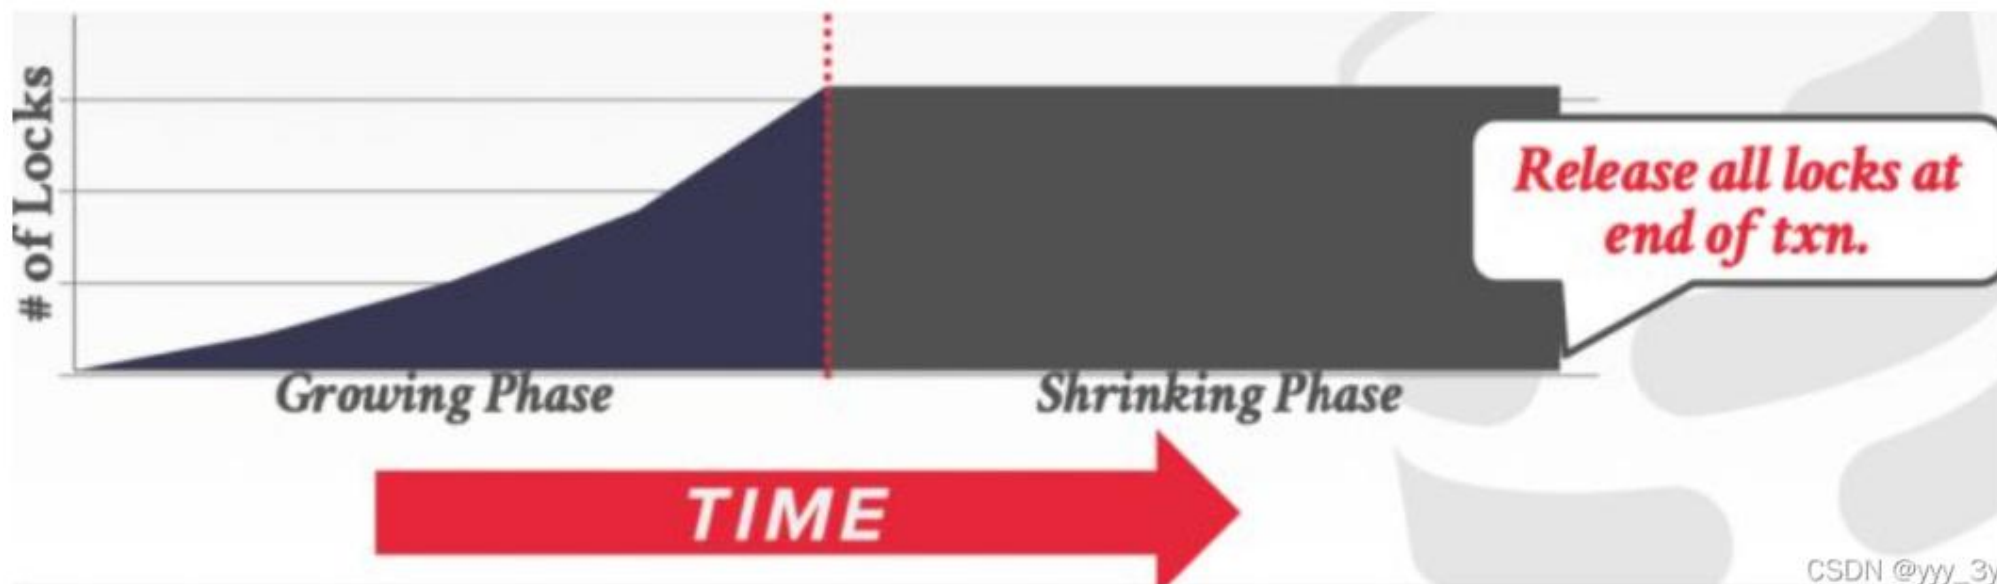 # of Locks
Release all locks at
end of txn.
Growing Phase
Shrinking Phase
TIME
CSDN @yyy_3y